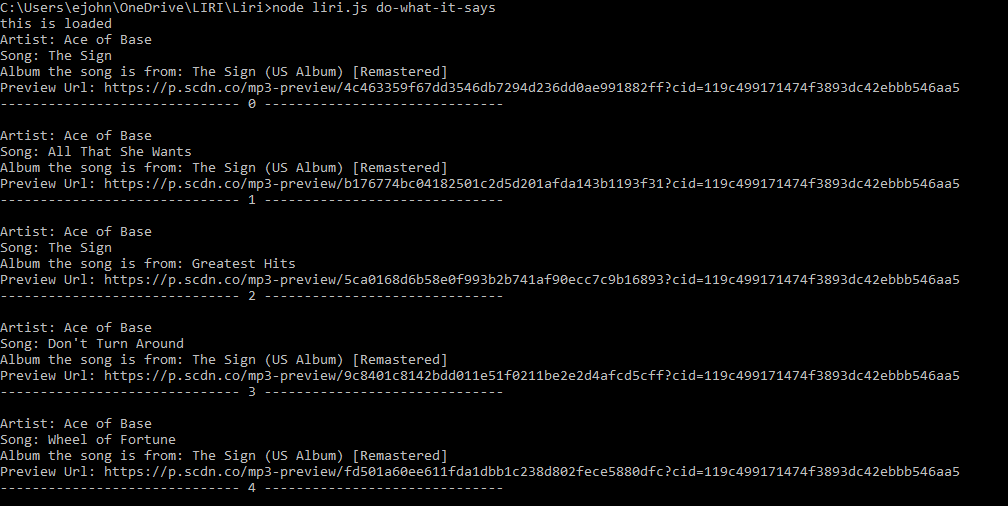 C:\Users\ejohn\OneDrive\LIRI\Liri>node liri.js do-what-it-says
this is loaded
Artist: Ace of Base
Song: The Sign
Album the song is from: The Sign (US Album) [Remastered]
Preview Url: https://p.scdn.co/mp3-preview/4c463359f67dd3546db7294d236dd0ae991882ff?cid=119c499171474f3893dc42ebbb546aa5
------------------------------ 0 ------------------------------
Artist: Ace of Base
Song: All That She Wants
Album the song is from: The Sign (US Album) [Remastered]
Preview Url: https://p.scdn.co/mp3-preview/b176774bc04182501c2d5d201afda143b1193f31?cid=119c499171474f3893dc42ebbb546aa5
------------------------------ 1 ------------------------------
Artist: Ace of Base
Song: The Sign
Album the song is from: Greatest Hits
Preview Url: https://p.scdn.co/mp3-preview/5ca0168d6b58e0f993b2b741af90ecc7c9b16893?cid=119c499171474f3893dc42ebbb546aa5
------------------------------ 2 ------------------------------
Artist: Ace of Base
Song: Don't Turn Around
Album the song is from: The Sign (US Album) [Remastered]
Preview Url: https://p.scdn.co/mp3-preview/9c8401c8142bdd011e51f0211be2e2d4afcd5cff?cid=119c499171474f3893dc42ebbb546aa5
------------------------------ 3 ------------------------------
Artist: Ace of Base
Song: Wheel of Fortune
Album the song is from: The Sign (US Album) [Remastered]
Preview Url: https://p.scdn.co/mp3-preview/fd501a60ee611fda1dbb1c238d802fece5880dfc?cid=119c499171474f3893dc42ebbb546aa5
------------------------------ 4 ------------------------------